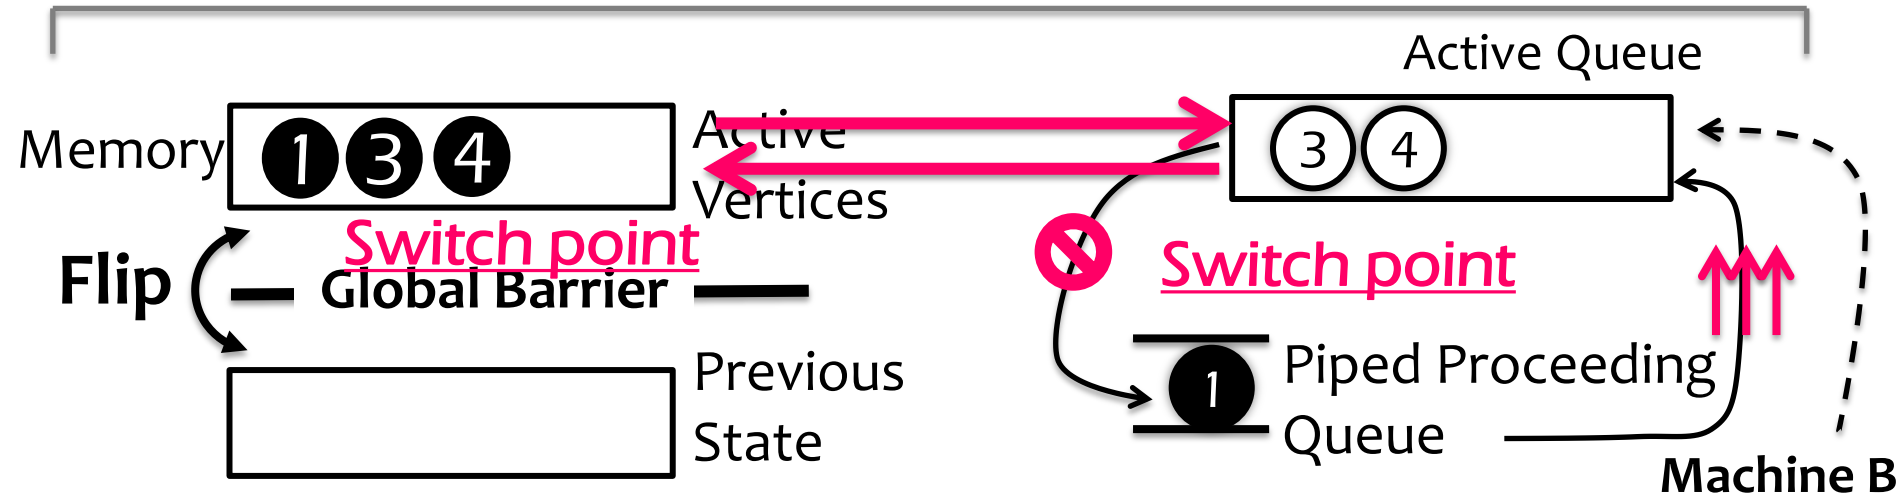 Active Queue
Memory
1 3 4
Active
Vertices
3 4
Switch point
Switch point
Flip
Global Barrier
Previous
State
1
Piped Proceeding
Queue
Machine B